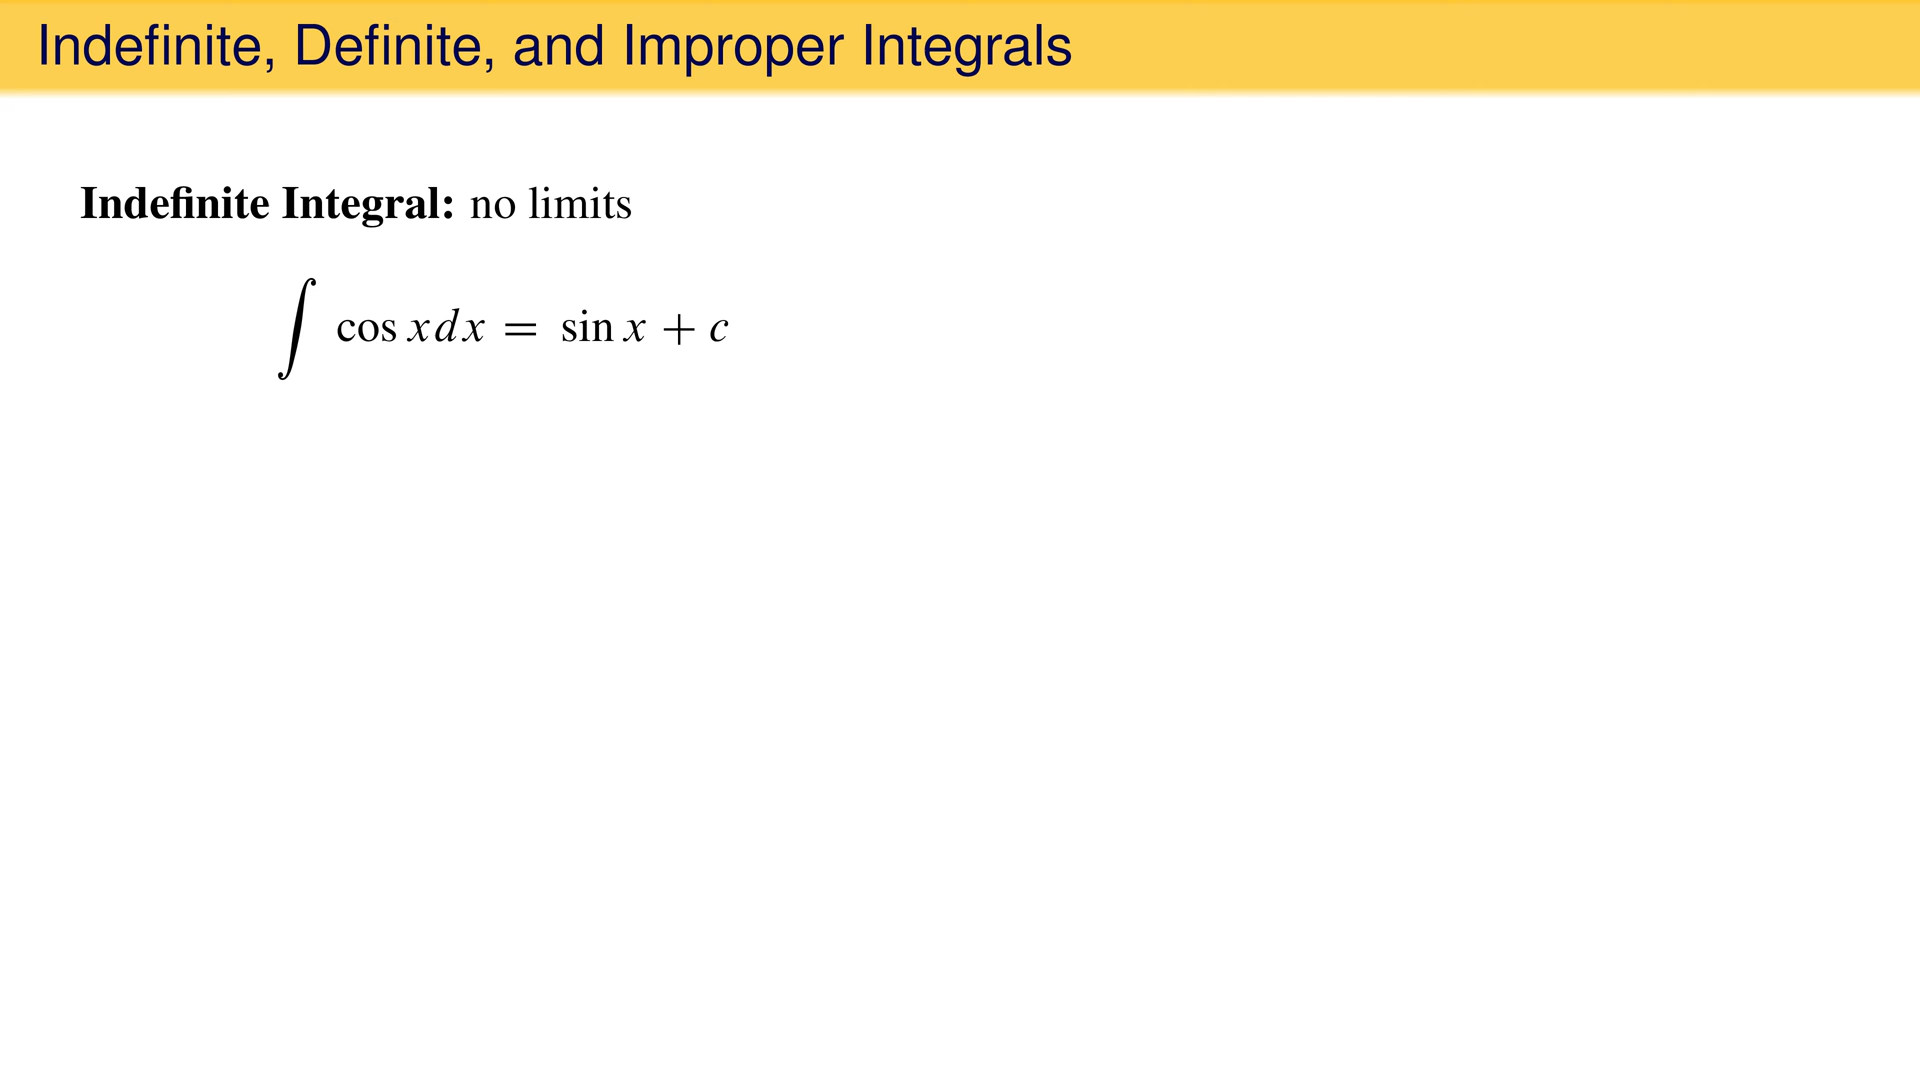 Indefinite, Definite, and Improper Integrals
Indefinite Integral: no limits
∫ cos x dx = sin x + c